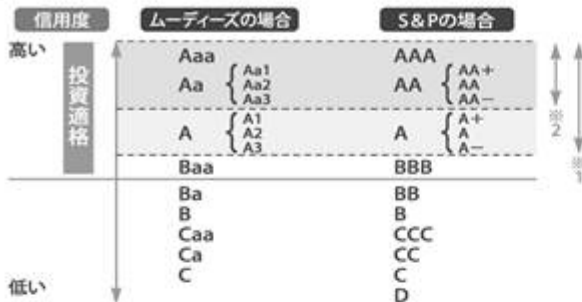 信用度 ムーディーズの場合 S&Pの場合
高い
投資適格
Aaa AAA
Aa { Aa1 Aa2 Aa3 AA { AA+ AA AA−
A { A1 A2 A3 A { A+ A A−
Baa BBB
※2
※1
Ba BB
B B
Caa CCC
Ca CC
C C
低い D